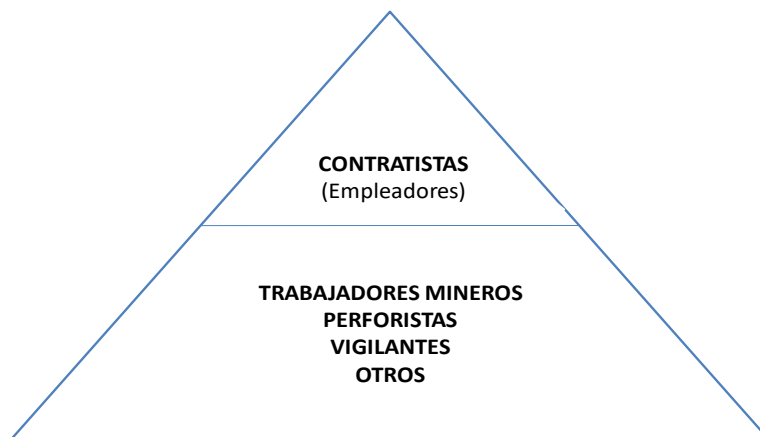 CONTRATISTAS
(Empleadores)
TRABAJADORES MINEROS
PERFORISTAS
VIGILANTES
OTROS